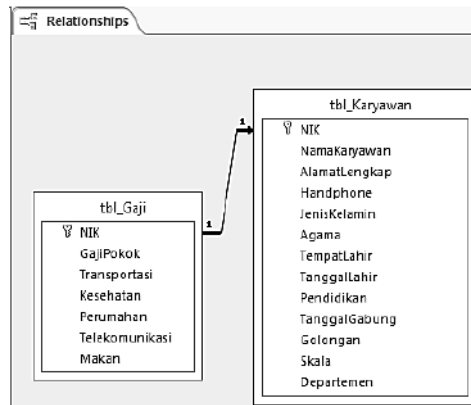 Relationships
tbl_Karyawan
NIK
NamaKaryawan
AlamatLengkap
Handphone
JenisKelamin
Agama
TempatLahir
TanggalLahir
Pendidikan
TanggalGabung
Golongan
Skala
Departemen
1
1
tbl_Gaji
NIK
GajiPokok
Transportasi
Kesehatan
Perumahan
Telekomunikasi
Makan